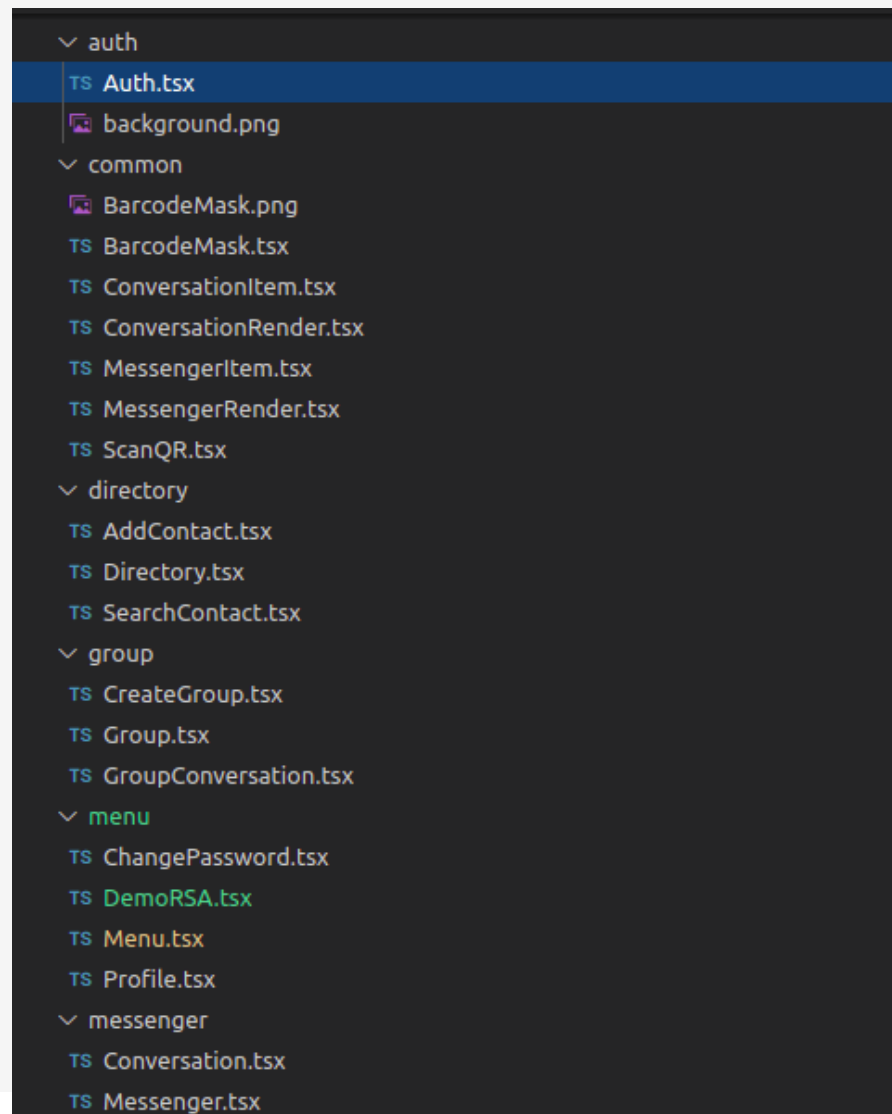 auth
TS Auth.tsx
background.png
common
BarcodeMask.png
TS BarcodeMask.tsx
TS ConversationItem.tsx
TS ConversationRender.tsx
TS MessengerItem.tsx
TS MessengerRender.tsx
TS ScanQR.tsx
directory
TS AddContact.tsx
TS Directory.tsx
TS SearchContact.tsx
group
TS CreateGroup.tsx
TS Group.tsx
TS GroupConversation.tsx
menu
TS ChangePassword.tsx
TS DemoRSA.tsx
TS Menu.tsx
TS Profile.tsx
messenger
TS Conversation.tsx
TS Messenger.tsx